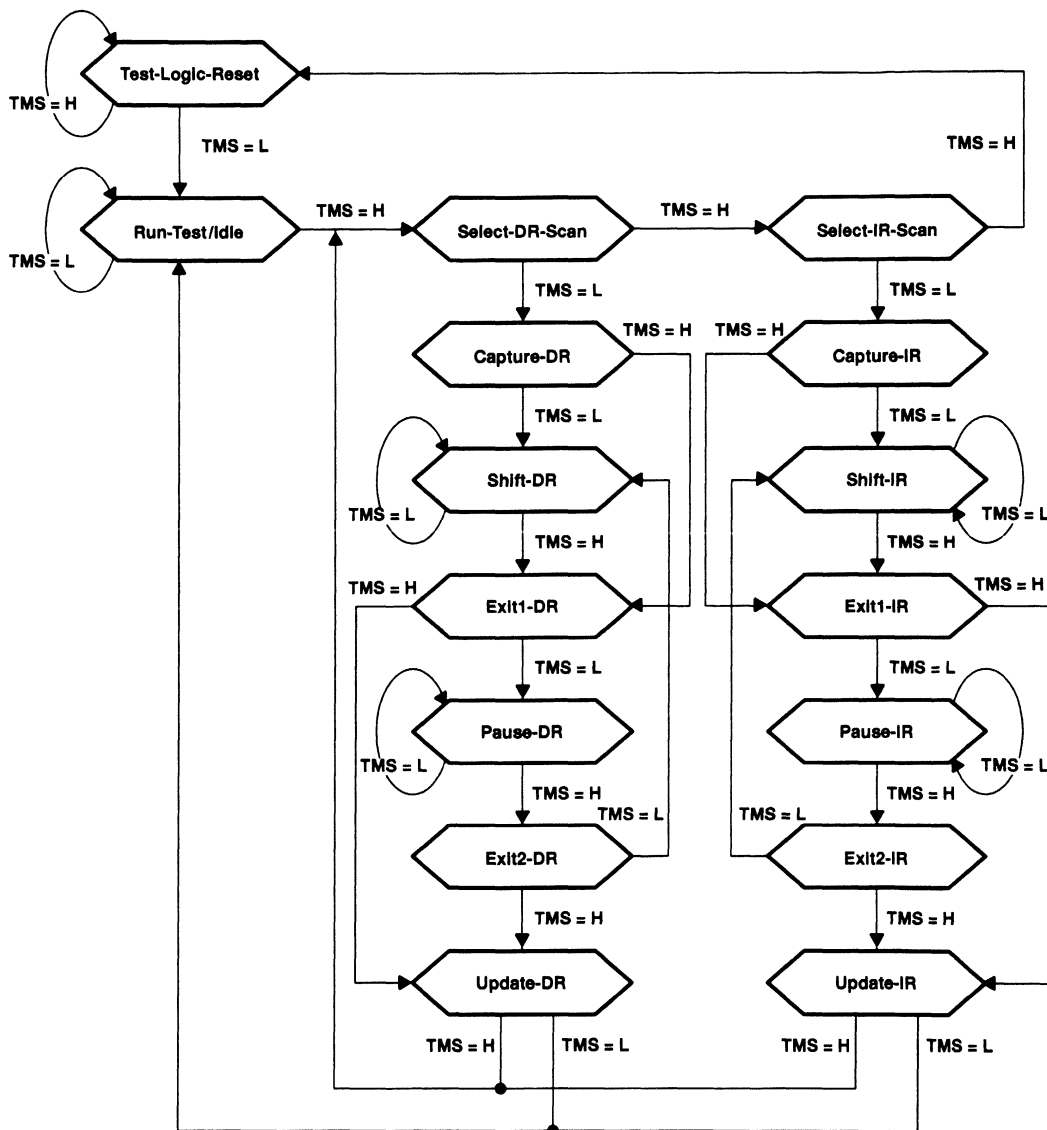 Test-Logic-Reset
TMS = H
TMS = L
TMS = H
Run-Test/Idle
TMS = L
TMS = H
Select-DR-Scan
TMS = H
Select-IR-Scan
TMS = L
TMS = L
TMS = H
TMS = H
Capture-DR
Capture-IR
TMS = L
TMS = L
Shift-DR
Shift-IR
TMS = L
TMS = L
TMS = H
TMS = H
TMS = H
TMS = H
Exit1-DR
Exit1-IR
TMS = L
TMS = L
Pause-DR
Pause-IR
TMS = L
TMS = L
TMS = H
TMS = H
TMS = L
TMS = L
Exit2-DR
Exit2-IR
TMS = H
TMS = H
Update-DR
Update-IR
TMS = H
TMS = L
TMS = H
TMS = L